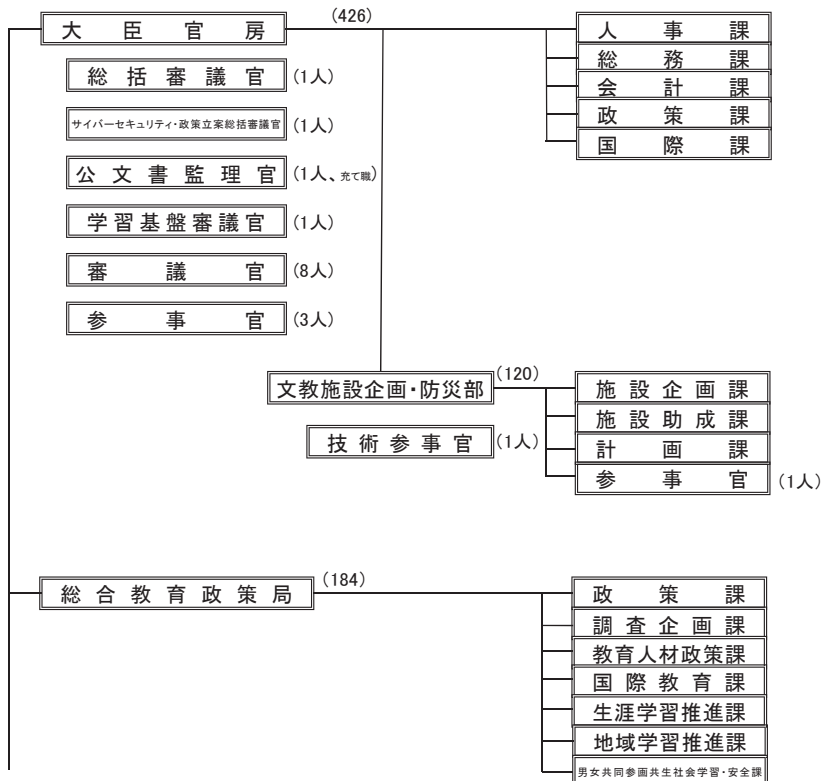 大臣官房 (426) 人事課
総務課
総括審議官 (1人) 会計課
サイバーセキュリティ・政策立案総括審議官 (1人) 政策課
国際課
公文書監理官 (1人、充て職)
学習基盤審議官 (1人)
審議官 (8人)
参事官 (3人)
文教施設企画・防災部 (120) 施設企画課
施設助成課
技術参事官 (1人) 計画課
参事官 (1人)
総合教育政策局 (184) 政策課
調査企画課
教育人材政策課
国際教育課
生涯学習推進課
地域学習推進課
男女共同参画共生社会学習・安全課